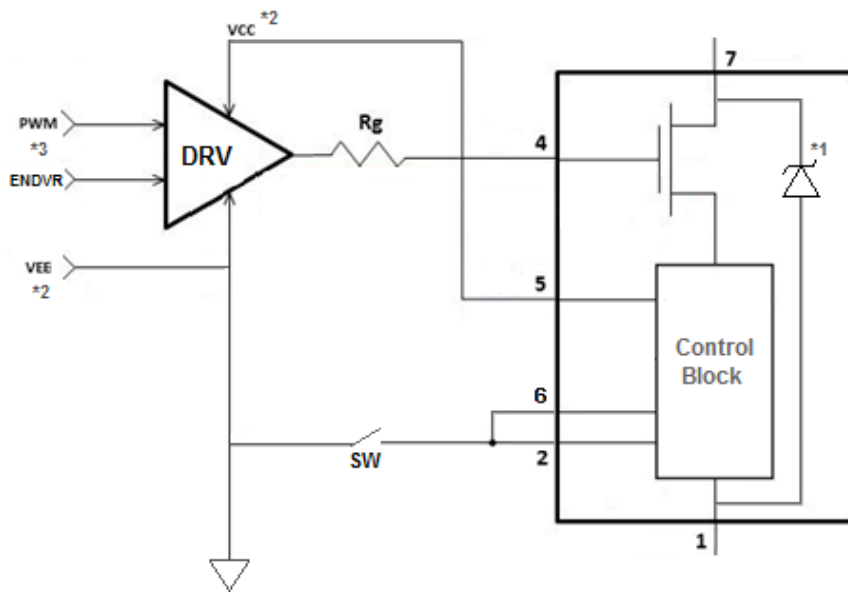 vcc *2
7
PWM
*3
Rg
DRV
4
*1
ENDVR
VEE
*2
5
Control
Block
6
SW
2
1